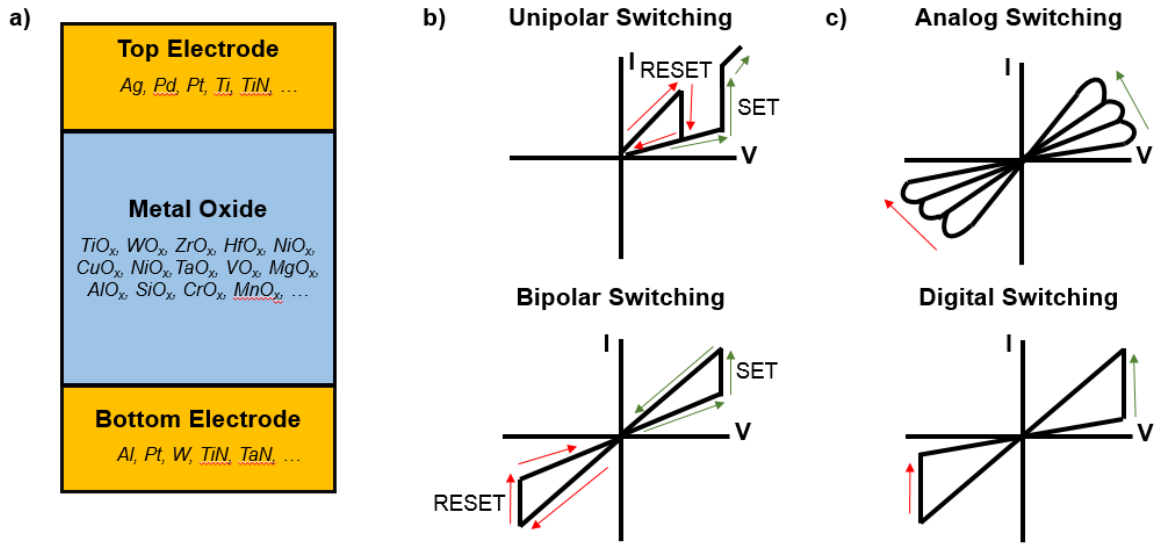 a)
Top Electrode
Ag, Pd, Pt, Ti, TiN, …
Metal Oxide
TiOx, WOx, ZrOx, HfOx, NiOx,
CuOx, NiOx, TaOx, VOx, MgOx,
AlOx, SiOx, CrOx, MnOx, …
Bottom Electrode
Al, Pt, W, TiN, TaN, …
b)
Unipolar Switching
I
RESET
SET
V
Bipolar Switching
I
SET
V
RESET
c)
Analog Switching
I
V
Digital Switching
I
V